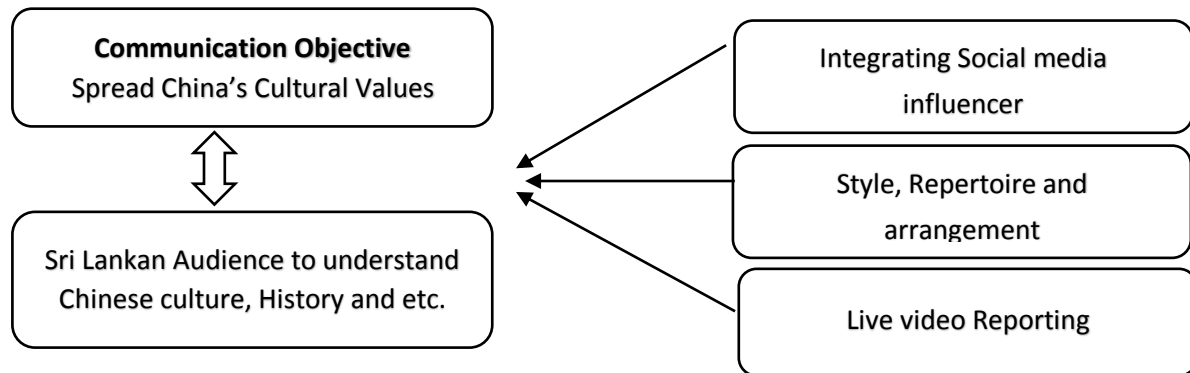 Communication Objective
Spread China's Cultural Values
Sri Lankan Audience to understand
Chinese culture, History and etc.
Integrating Social media
influencer
Style, Repertoire and
arrangement
Live video Reporting